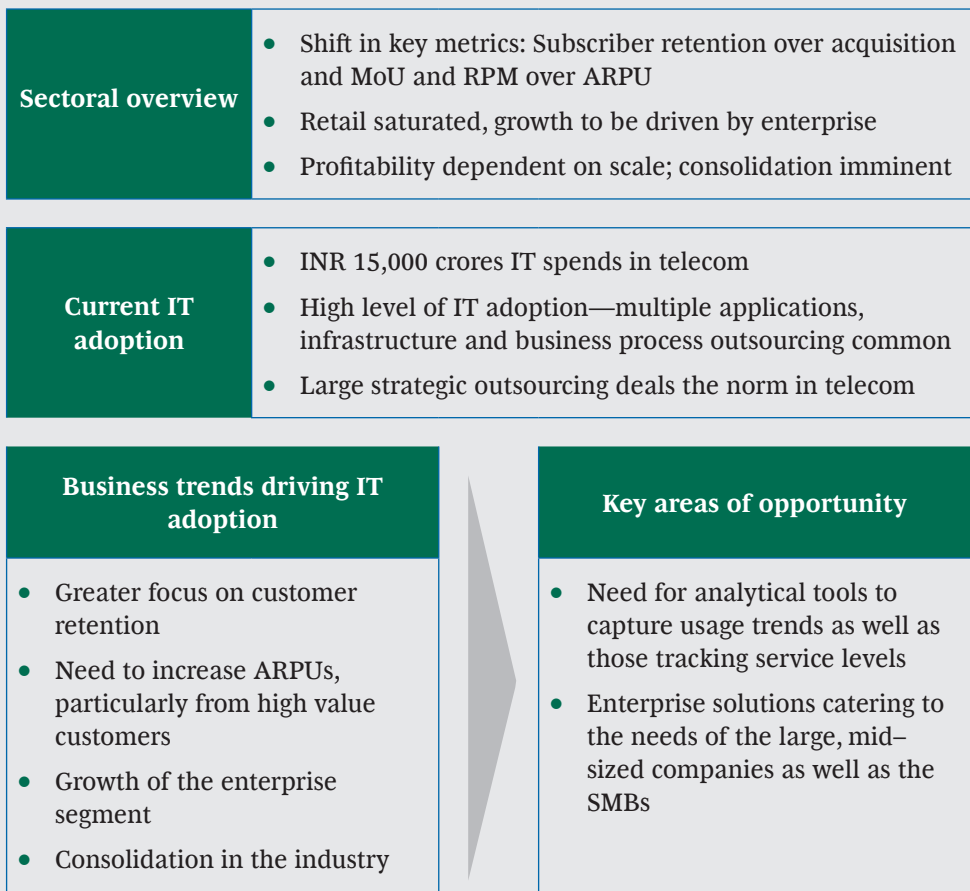 Sectoral overview
• Shift in key metrics: Subscriber retention over acquisition
and MoU and RPM over ARPU
• Retail saturated, growth to be driven by enterprise
• Profitability dependent on scale; consolidation imminent
Current IT
adoption
• INR 15,000 crores IT spends in telecom
• High level of IT adoption—multiple applications,
infrastructure and business process outsourcing common
• Large strategic outsourcing deals the norm in telecom
Business trends driving IT
adoption
• Greater focus on customer
retention
• Need to increase ARPUs,
particularly from high value
customers
• Growth of the enterprise
segment
• Consolidation in the industry
Key areas of opportunity
• Need for analytical tools to
capture usage trends as well as
those tracking service levels
• Enterprise solutions catering to
the needs of the large, mid–
sized companies as well as the
SMBs